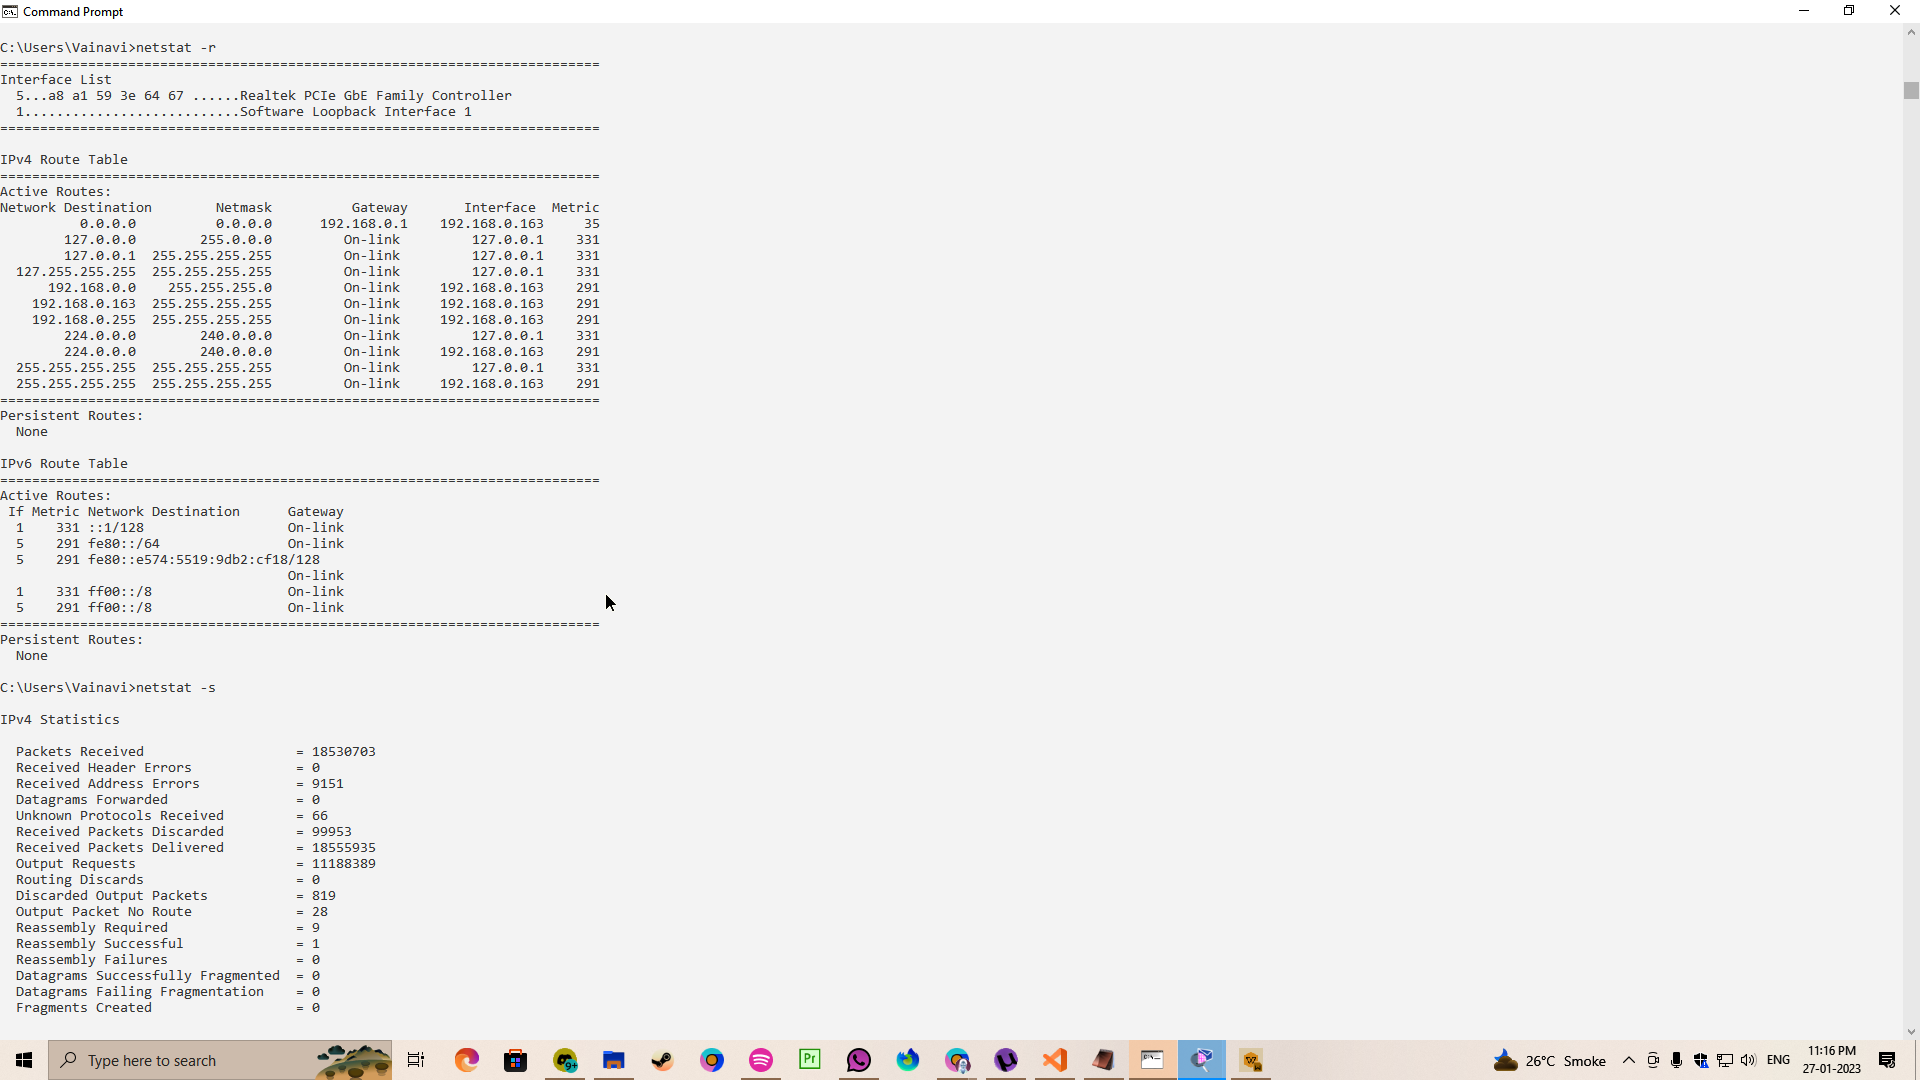 Command Prompt
C:\Users\Vainavi>netstat -r
===========================================================================
Interface List
  5...a8 a1 59 3e 64 67 ......Realtek PCIe GbE Family Controller
  1...........................Software Loopback Interface 1
===========================================================================
IPv4 Route Table
===========================================================================
Active Routes:
Network Destination        Netmask          Gateway       Interface  Metric
          0.0.0.0          0.0.0.0      192.168.0.1    192.168.0.163     35
        127.0.0.0        255.0.0.0         On-link         127.0.0.1    331
        127.0.0.1  255.255.255.255         On-link         127.0.0.1    331
  127.255.255.255  255.255.255.255         On-link         127.0.0.1    331
      192.168.0.0    255.255.255.0         On-link     192.168.0.163    291
    192.168.0.163  255.255.255.255         On-link     192.168.0.163    291
    192.168.0.255  255.255.255.255         On-link     192.168.0.163    291
        224.0.0.0        240.0.0.0         On-link         127.0.0.1    331
        224.0.0.0        240.0.0.0         On-link     192.168.0.163    291
  255.255.255.255  255.255.255.255         On-link         127.0.0.1    331
  255.255.255.255  255.255.255.255         On-link     192.168.0.163    291
===========================================================================
Persistent Routes:
  None
IPv6 Route Table
===========================================================================
Active Routes:
 If Metric Network Destination      Gateway
  1    331 ::1/128                  On-link
  5    291 fe80::/64                On-link
  5    291 fe80::e574:5519:9db2:cf18/128
                                    On-link
  1    331 ff00::/8                 On-link
  5    291 ff00::/8                 On-link
===========================================================================
Persistent Routes:
  None
C:\Users\Vainavi>netstat -s
IPv4 Statistics
  Packets Received                   = 18530703
  Received Header Errors             = 0
  Received Address Errors            = 9151
  Datagrams Forwarded                = 0
  Unknown Protocols Received         = 66
  Received Packets Discarded         = 99953
  Received Packets Delivered         = 18555935
  Output Requests                    = 11188389
  Routing Discards                   = 0
  Discarded Output Packets           = 819
  Output Packet No Route             = 28
  Reassembly Required                = 9
  Reassembly Successful              = 1
  Reassembly Failures                = 0
  Datagrams Successfully Fragmented  = 0
  Datagrams Failing Fragmentation    = 0
  Fragments Created                  = 0
Type here to search
9+
Pr
26°C Smoke
ENG
11:16 PM
27-01-2023